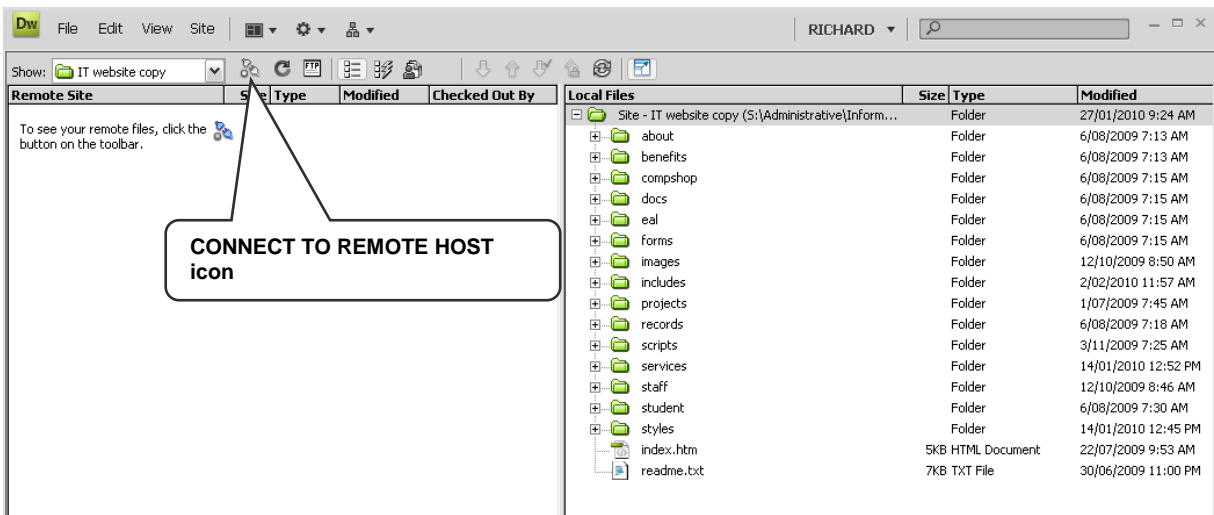 Dw File Edit View Site RICHARD
Show: IT website copy FTP
Remote Site Size Type Modified Checked Out By Local Files Size Type Modified
To see your remote files, click the
button on the toolbar.
CONNECT TO REMOTE HOST
icon
Site - IT website copy (S:\Administrative\Inform... Folder 27/01/2010 9:24 AM
about Folder 6/08/2009 7:13 AM
benefits Folder 6/08/2009 7:13 AM
compshop Folder 6/08/2009 7:15 AM
docs Folder 6/08/2009 7:15 AM
eal Folder 6/08/2009 7:15 AM
forms Folder 6/08/2009 7:15 AM
images Folder 12/10/2009 8:50 AM
includes Folder 2/02/2010 11:57 AM
projects Folder 1/07/2009 7:45 AM
records Folder 6/08/2009 7:18 AM
scripts Folder 3/11/2009 7:25 AM
services Folder 14/01/2010 12:52 PM
staff Folder 12/10/2009 8:46 AM
student Folder 6/08/2009 7:30 AM
styles Folder 14/01/2010 12:45 PM
index.htm 5KB HTML Document 22/07/2009 9:53 AM
readme.txt 7KB TXT File 30/06/2009 11:00 PM